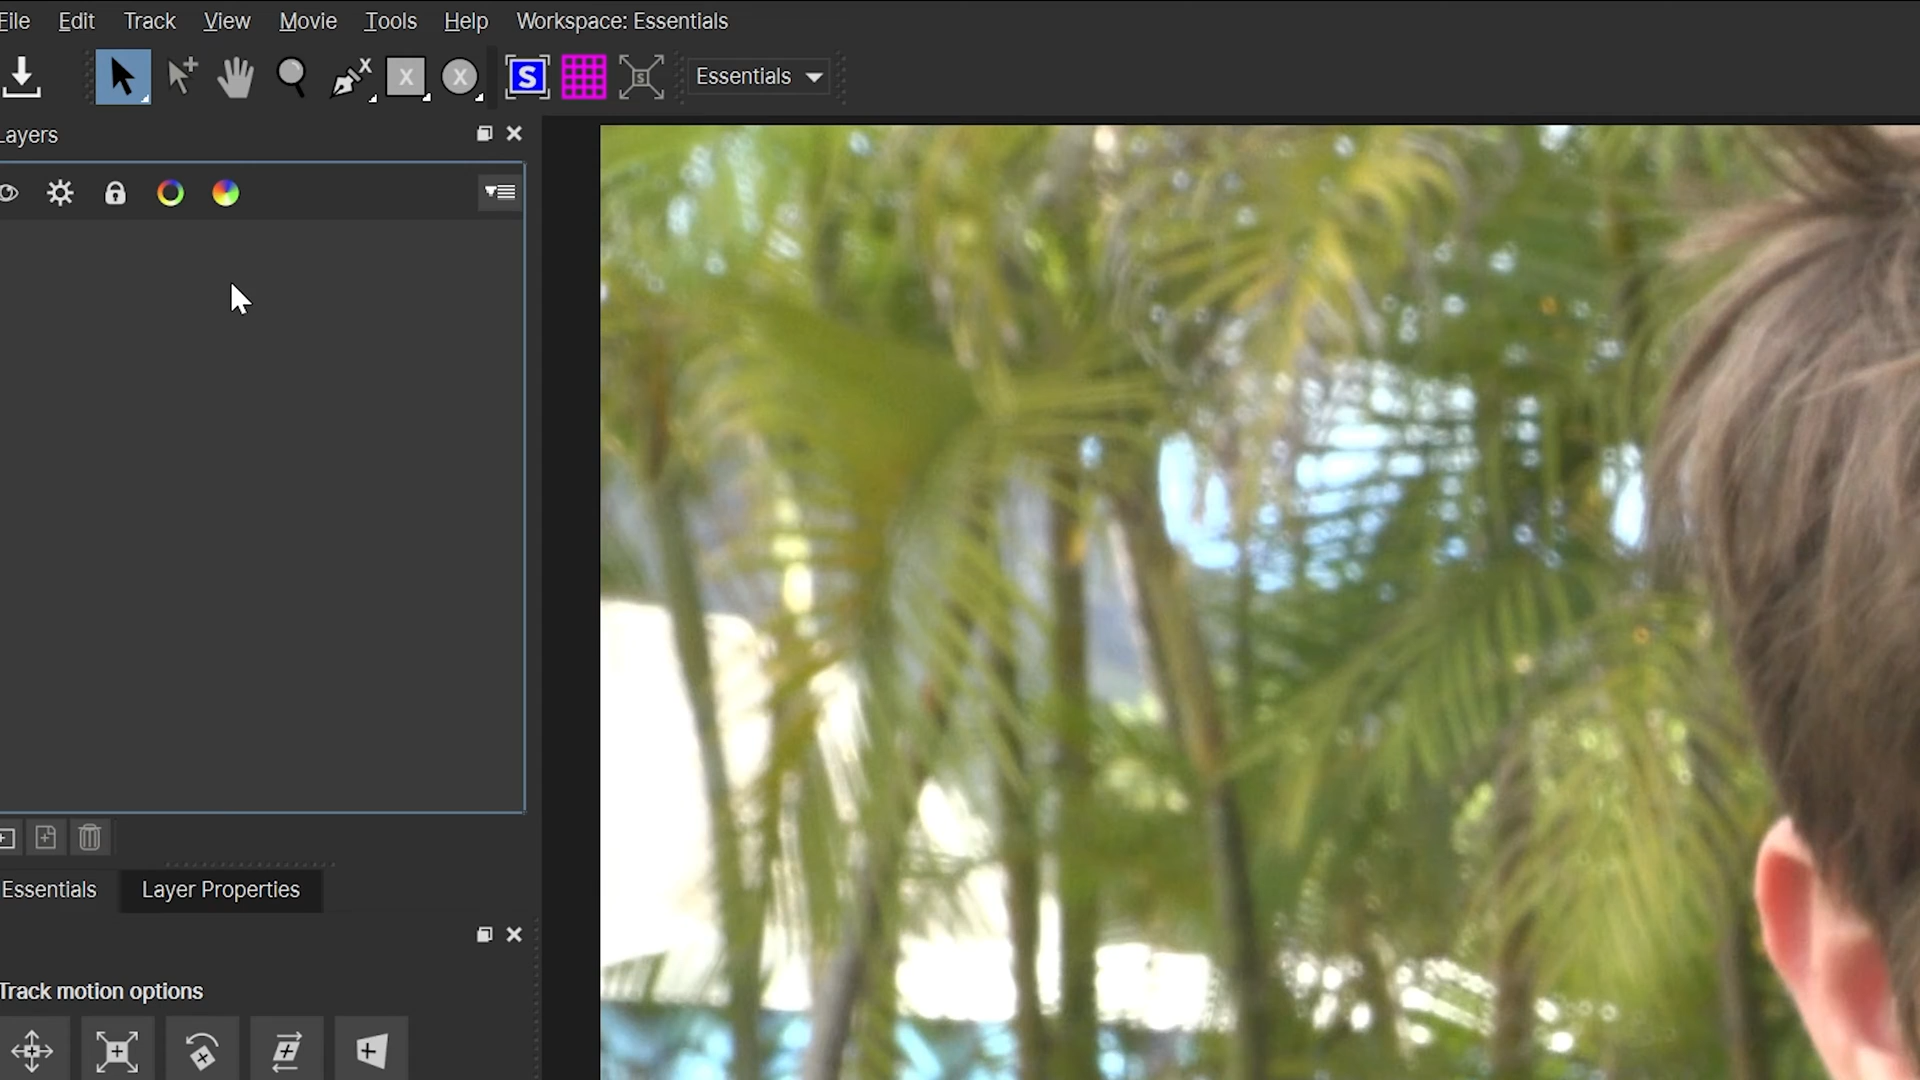 File Edit Track View Movie Tools Help Workspace: Essentials
X X X S S Essentials
Layers
Essentials Layer Properties
Track motion options